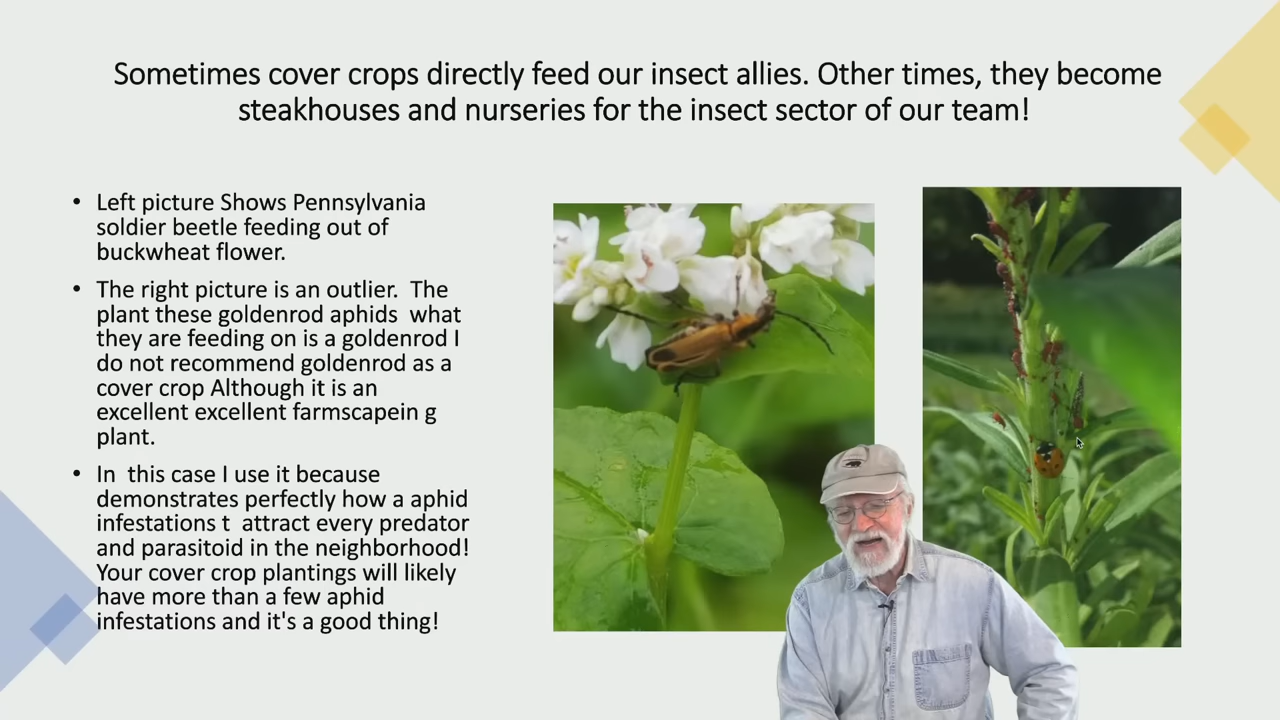 Sometimes cover crops directly feed our insect allies. Other times, they become
steakhouses and nurseries for the insect sector of our team!
• Left picture Shows Pennsylvania
soldier beetle feeding out of
buckwheat flower.
• The right picture is an outlier.  The
plant these goldenrod aphids  what
they are feeding on is a goldenrod I
do not recommend goldenrod as a
cover crop Although it is an
excellent excellent farmscapein g
plant.
• In  this case I use it because
demonstrates perfectly how a aphid
infestations t  attract every predator
and parasitoid in the neighborhood!
Your cover crop plantings will likely
have more than a few aphid
infestations and it's a good thing!